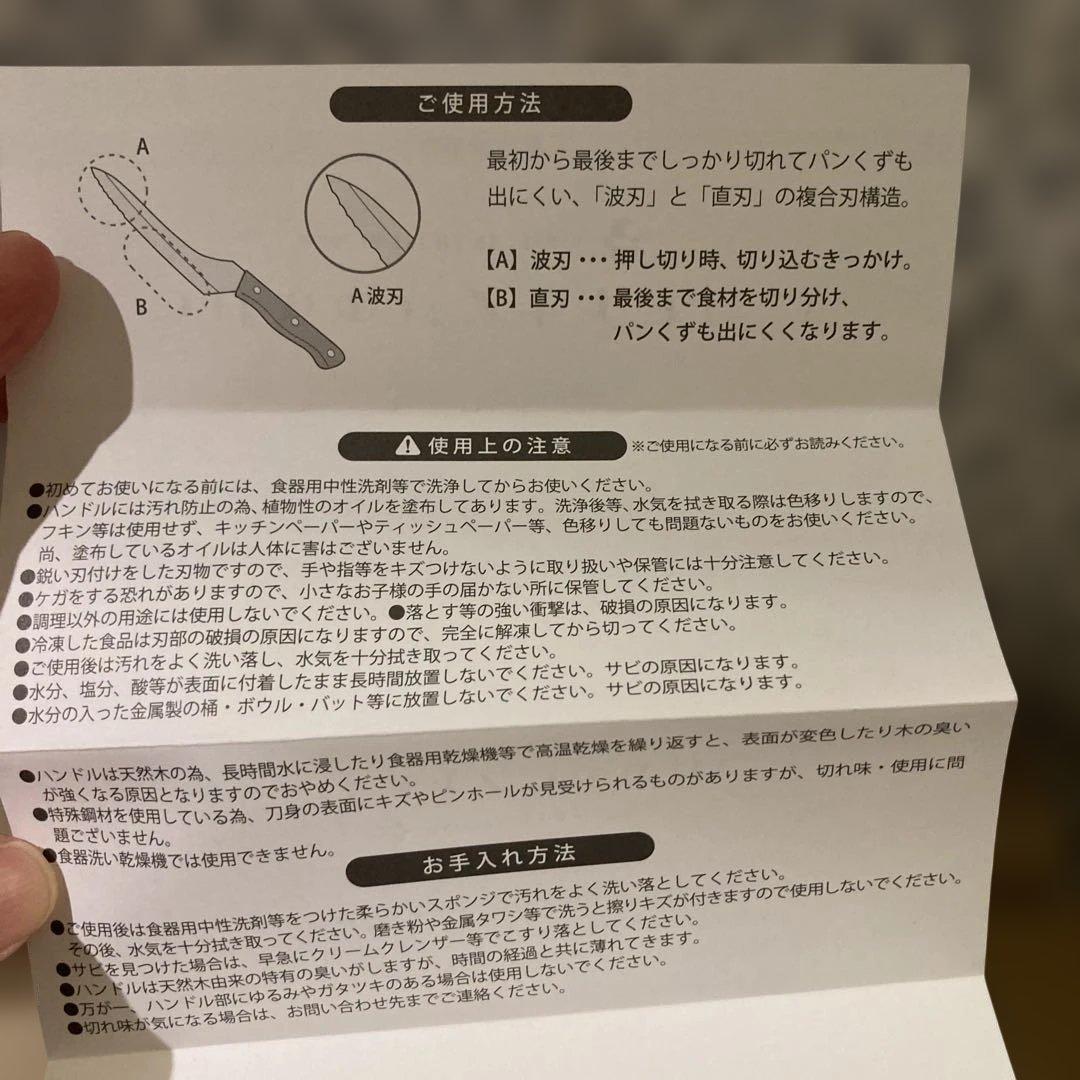 ご使用方法
A
B
A 波刃
最初から最後までしっかり切れてパンくずも
出にくい、「波刃」と「直刃」の複合刃構造。
【A】波刃・・・押し切り時、切り込むきっかけ。
【B】直刃・・・最後まで食材を切り分け、
パンくずも出にくくなります。
使用上の注意 ※ご使用になる前に必ずお読みください。
●初めてお使いになる前には、食器用中性洗剤等で洗浄してからお使いください。
●ハンドルには汚れ防止の為、植物性のオイルを塗布してあります。洗浄後等、水気を拭き取る際は色移りしますので、
フキン等は使用せず、キッチンペーパーやティッシュペーパー等、色移りしても問題ないものをお使いください。
尚、塗布しているオイルは人体に害はございません。
●鋭い刃付けをした刃物ですので、手や指等をキズつけないように取り扱いや保管には十分注意してください。
●ケガをする恐れがありますので、小さなお子様の手の届かない所に保管してください。
●調理以外の用途には使用しないでください。●落とす等の強い衝撃は、破損の原因になります。
●冷凍した食品は刃部の破損の原因になりますので、完全に解凍してから切ってください。
●ご使用後は汚れをよく洗い落し、水気を十分拭き取ってください。
●水分、塩分、酸等が表面に付着したまま長時間放置しないでください。サビの原因になります。
●水分の入った金属製の桶・ボウル・バット等に放置しないでください。サビの原因になります。
●ハンドルは天然木の為、長時間水に浸したり食器用乾燥機等で高温乾燥を繰り返すと、表面が変色したり木の臭い
が強くなる原因となりますのでおやめください。
●特殊鋼材を使用している為、刀身の表面にキズやピンホールが見受けられるものがありますが、切れ味・使用に問
題ございません。
●食器洗い乾燥機では使用できません。
お手入れ方法
●ご使用後は食器用中性洗剤等をつけた柔らかいスポンジで汚れをよく洗い落としてください。
その後、水気を十分拭き取ってください。磨き粉や金属タワシ等で洗うと擦りキズが付きますので使用しないでください。
●サビを見つけた場合は、早急にクリームクレンザー等でこすり落としてください。
●ハンドルは天然木由来の特有の臭いがしますが、時間の経過と共に薄れてきます。
●万が一、ハンドル部にゆるみやガタツキのある場合は使用しないでください。
●切れ味が気になる場合は、お問い合わせ先までご連絡ください。